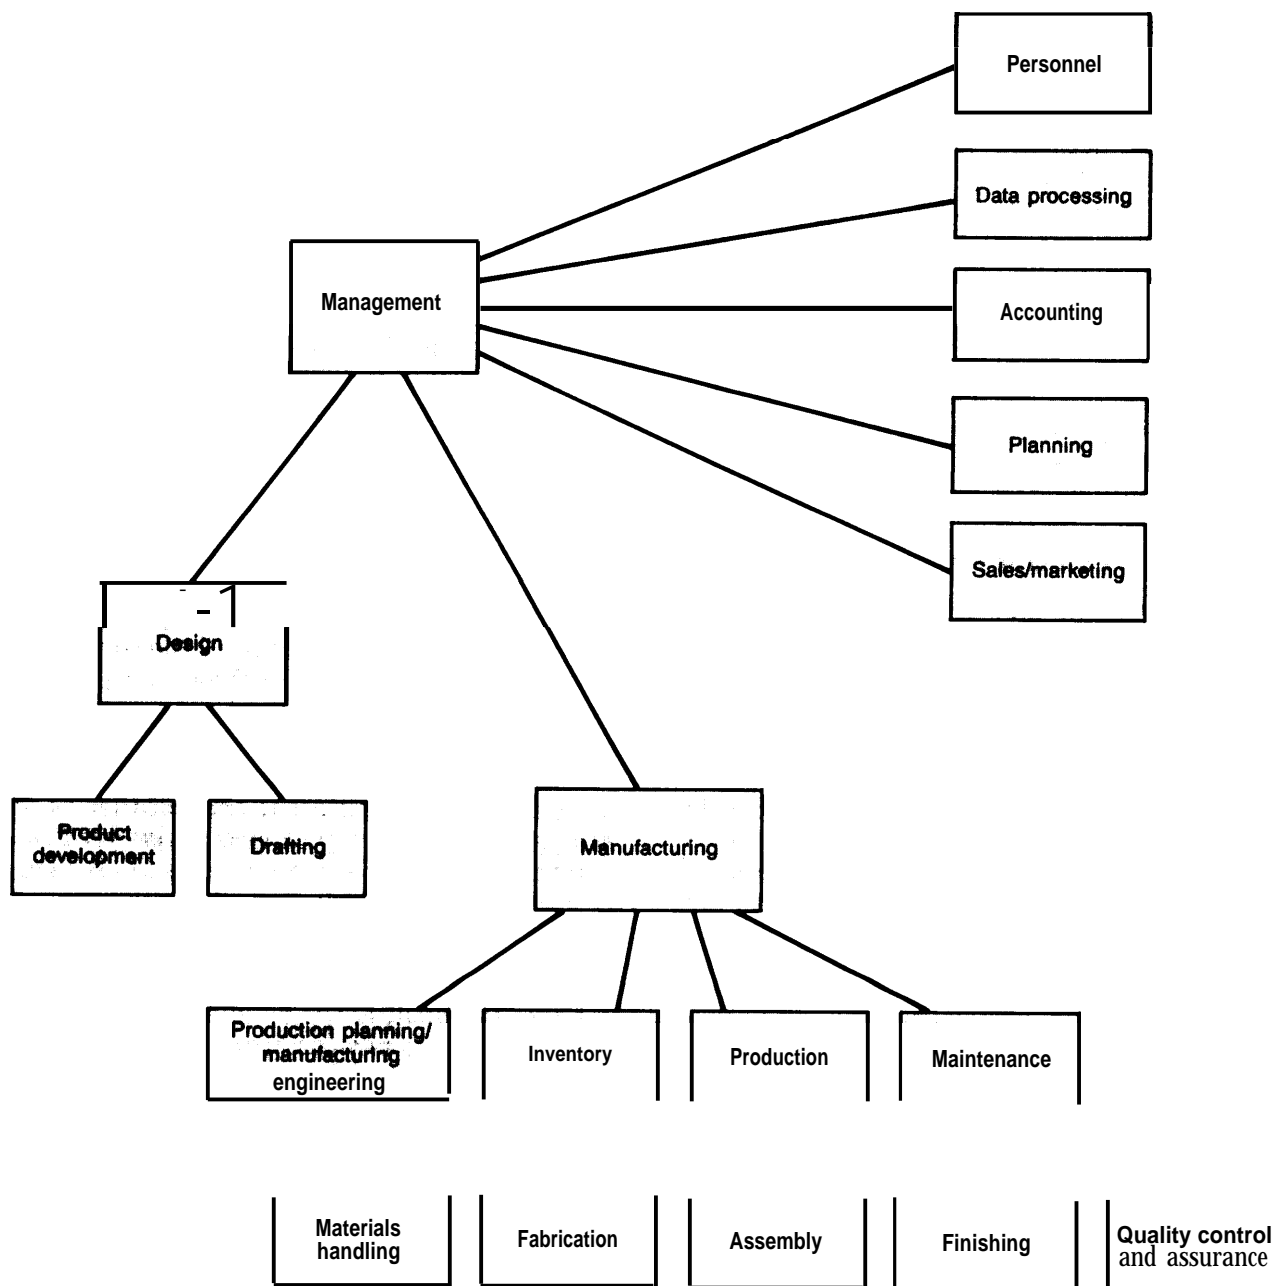 Personnel
Data processing
Management
Accounting
Planning
Sales/marketing
Design
Product
development
Drafting
Manufacturing
Production planning/
manufacturing
engineering
Inventory
Production
Maintenance
Materials
handling
Fabrication
Assembly
Finishing
Quality control
and assurance